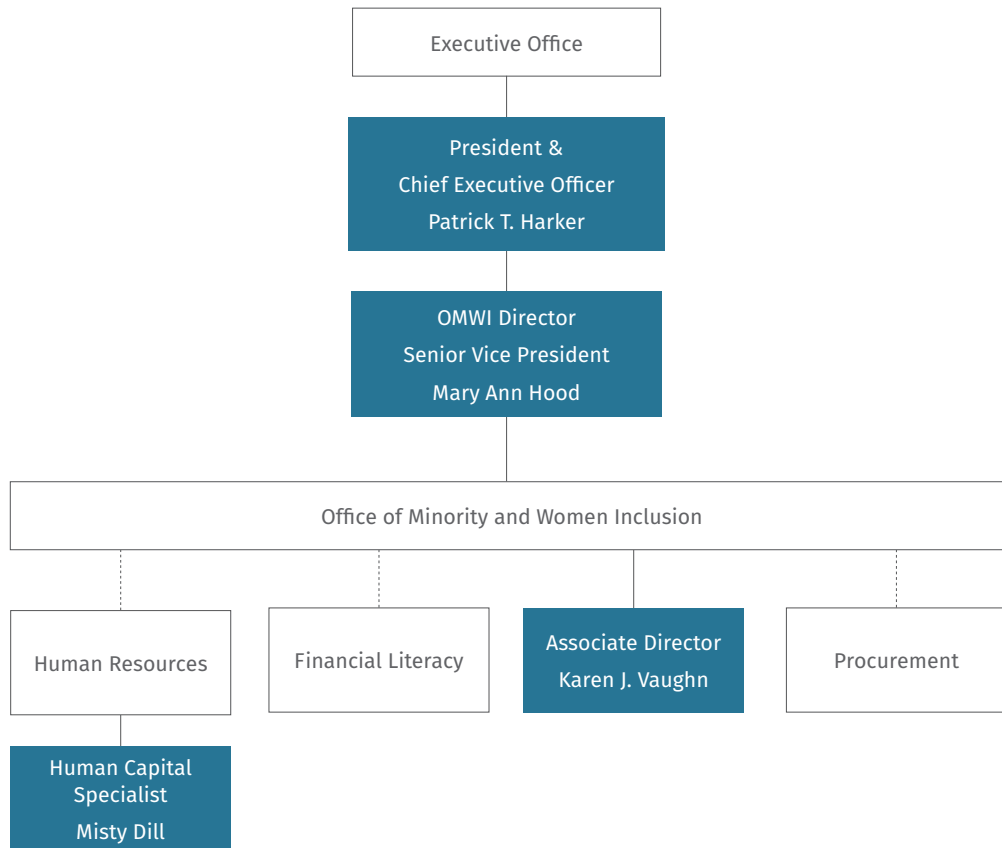 Executive Office
President &
Chief Executive Officer
Patrick T. Harker
OMWI Director
Senior Vice President
Mary Ann Hood
Office of Minority and Women Inclusion
Human Resources
Financial Literacy
Associate Director
Karen J. Vaughn
Procurement
Human Capital
Specialist
Misty Dill